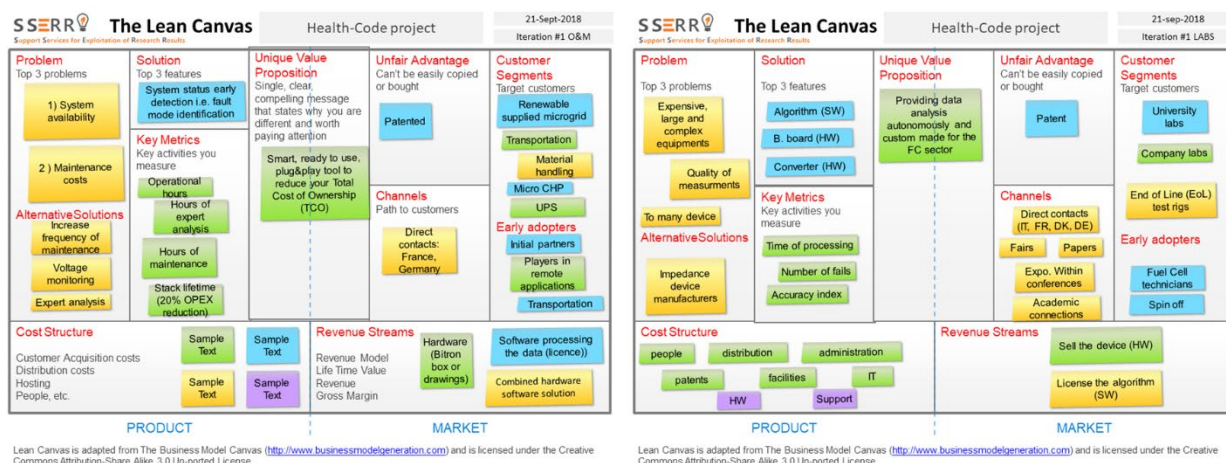 SSERR
Support Services for Exploitation of Research Results
The Lean Canvas
Health-Code project
21-Sept-2018
Iteration #1 O&M
Problem
Top 3 problems
1) System
availability
2 ) Maintenance
costs
AlternativeSolutions
Increase
frequency of
maintenance
Voltage
monitoring
Expert analysis
Solution
Top 3 features
System status early
detection i.e. fault
mode identification
Key Metrics
Key activities you
measure
Operational
hours
Hours of
expert
analysis
Hours of
maintenance
Stack lifetime
(20% OPEX
reduction)
Unique Value
Proposition
Single, clear,
compelling message
that states why you are
different and worth
paying attention
Smart, ready to use,
plug&play tool to
reduce your Total
Cost of Ownership
(TCO)
Unfair Advantage
Can't be easily copied
or bought
Patented
Channels
Path to customers
Direct
contacts:
France,
Germany
Customer
Segments
Target customers
Renewable
supplied microgrid
Transportation
Material
handling
Micro CHP
UPS
Early adopters
Initial partners
Players in
remote
applications
Transportation
Cost Structure
Customer Acquisition costs
Distribution costs
Hosting
People, etc.
Sample
Text
Sample
Text
Sample
Text
Sample
Text
Revenue Streams
Revenue Model
Life Time Value
Revenue
Gross Margin
Hardware
(Bitron
box or
drawings)
Software processing
the data (licence))
Combined hardware
software solution
PRODUCT
MARKET
Lean Canvas is adapted from The Business Model Canvas (http://www.businessmodelgeneration.com) and is licensed under the Creative
Commons Attribution-Share Alike 3.0 Un-ported License
SSERR
Support Services for Exploitation of Research Results
The Lean Canvas
Health-Code project
21-sep-2018
Iteration #1 LABS
Problem
Top 3 problems
Expensive,
large and
complex
equipments
Quality of
measurments
To many device
AlternativeSolutions
Impedance
device
manufacturers
Solution
Top 3 features
Algorithm (SW)
B. board (HW)
Converter (HW)
Key Metrics
Key activities you
measure
Time of processing
Number of fails
Accuracy index
Unique Value
Proposition
Providing data
analysis
autonomously and
custom made for the
FC sector
Unfair Advantage
Can't be easily copied
or bought
Patent
Channels
Direct contacts
(IT, FR, DK, DE)
Fairs
Papers
Expo. Within
conferences
Academic
connections
Customer
Segments
Target customers
University
labs
Company labs
End of Line (EoL)
test rigs
Early adopters
Fuel Cell
technicians
Spin off
Cost Structure
people
distribution
administration
patents
facilities
IT
HW
Support
Revenue Streams
Sell the device (HW)
License the algorithm
(SW)
PRODUCT
MARKET
Lean Canvas is adapted from The Business Model Canvas (http://www.businessmodelgeneration.com) and is licensed under the Creative
Commons Attribution-Share Alike 3.0 Un-ported License